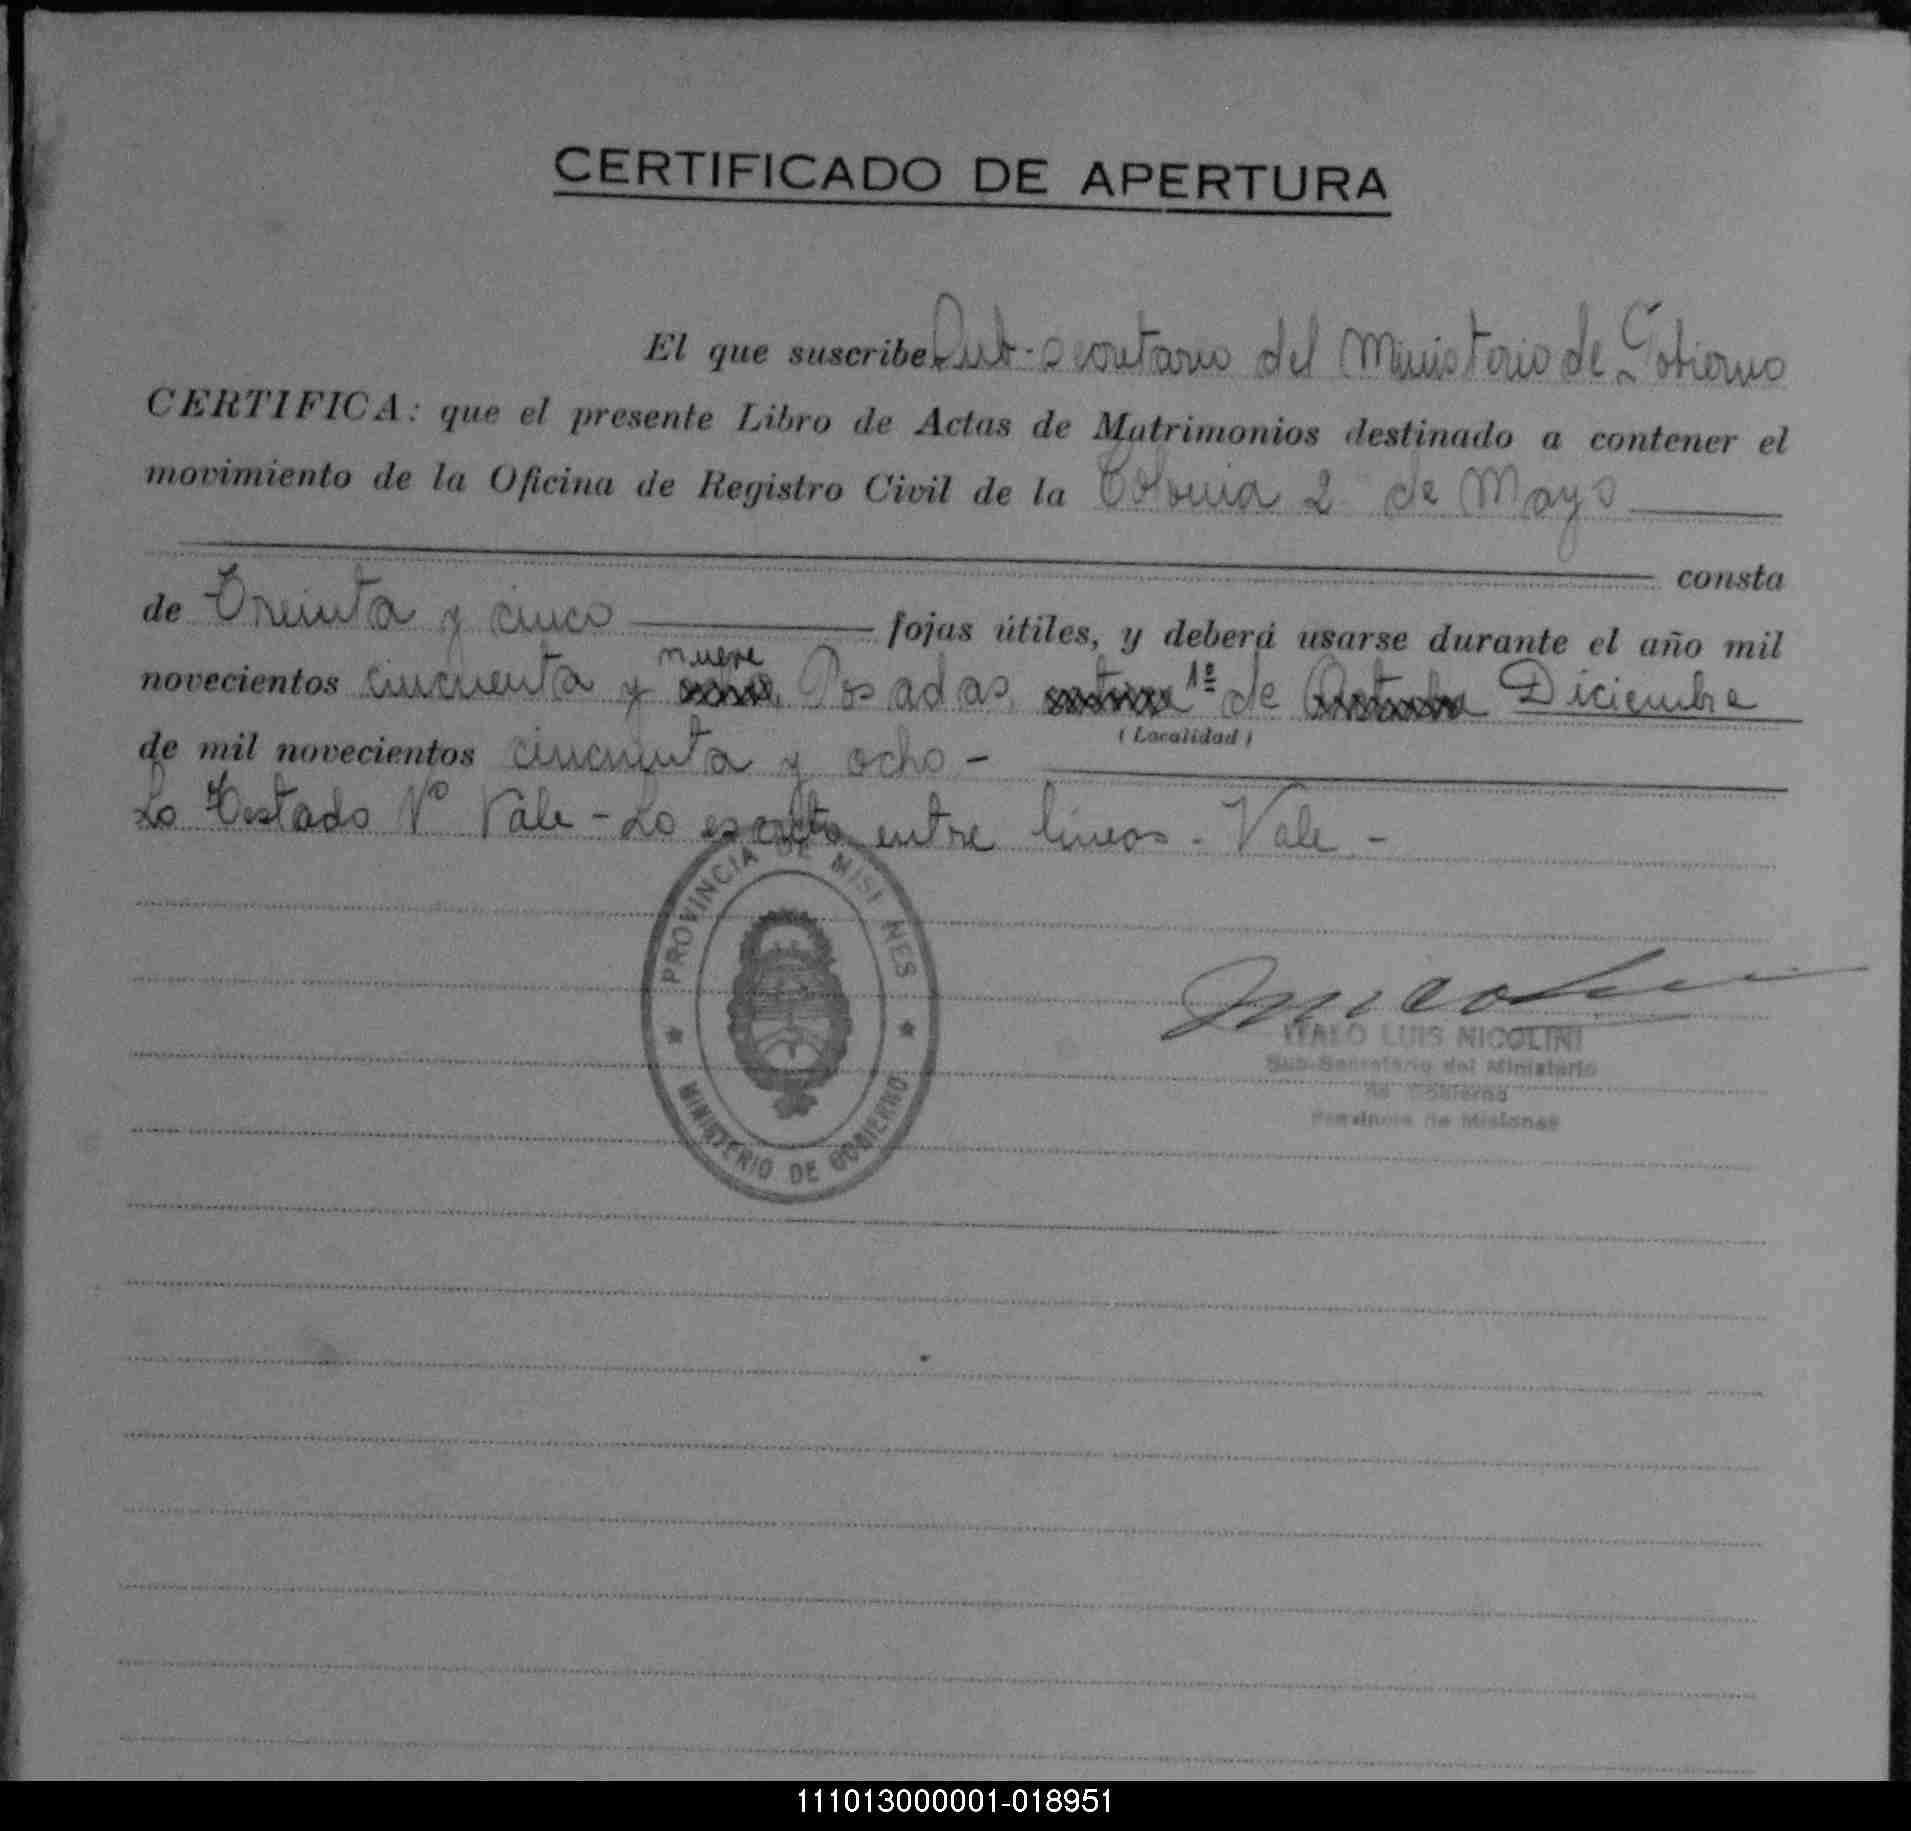 CERTIFICADO DE APERTURA
El que suscribe Sub-secretario del Ministerio de Gobierno
CERTIFICA: que el presente Libro de Actas de Matrimonios destinado a contener el
movimiento de la Oficina de Registro Civil de la Colonia 2 de Mayo
consta
de Treinta y cinco fojas útiles, y deberá usarse durante el año mil
nueve
novecientos cincuenta y Posadas, 1º de Diciembre
(Localidad)
de mil novecientos cincuenta y ocho -
Lo Testado Nº Vale - Lo escrito entre líneas - Vale -
PROVINCIA DE MISIONES
MINISTERIO DE GOBIERNO
ITALO LUIS NICOLINI
Sub-Secretario del Ministerio
de Gobierno
Provincia de Misiones
111013000001-018951